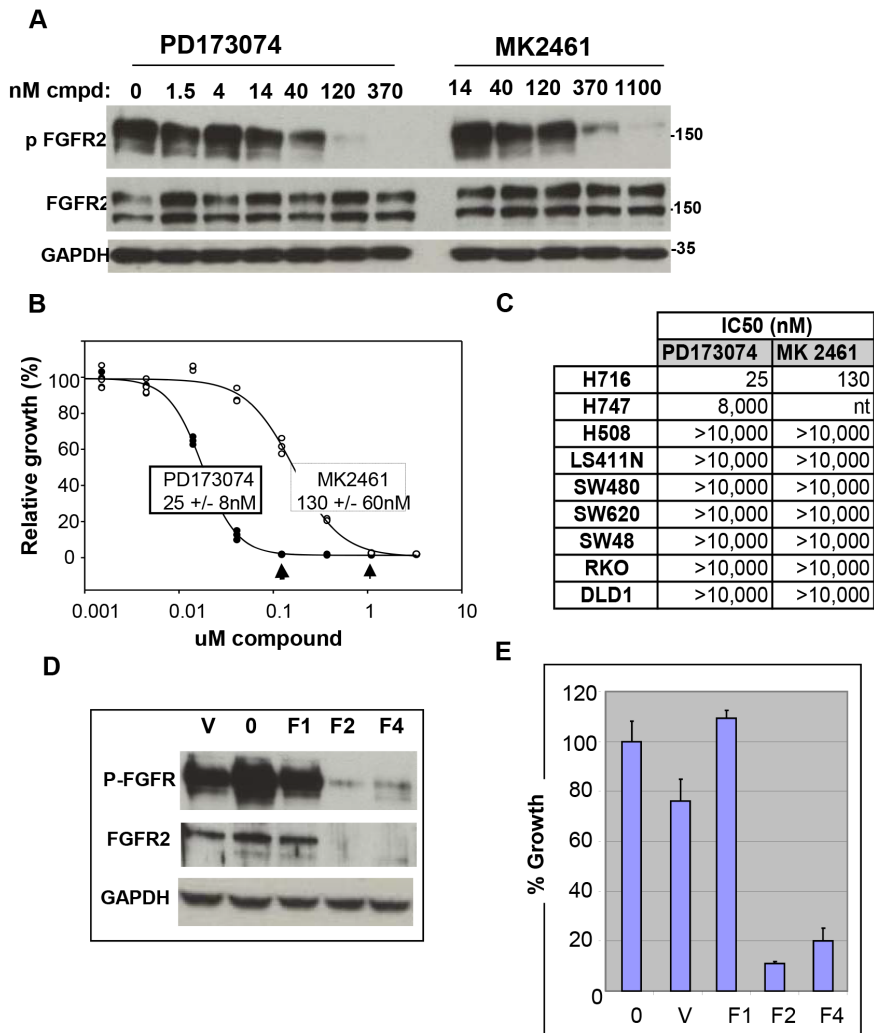 A
PD173074 MK2461
nM cmpd: 0 1.5 4 14 40 120 370 14 40 120 370 1100
p FGFR2 -150
FGFR2 -150
GAPDH -35
B
Relative growth (%)
100
80
60
40
20
0
PD173074
25 +/- 8nM
MK2461
130 +/- 60nM
0.001 0.01 0.1 1 10
uM compound
C
IC50 (nM)
PD173074 MK 2461
H716 25 130
H747 8,000 nt
H508 >10,000 >10,000
LS411N >10,000 >10,000
SW480 >10,000 >10,000
SW620 >10,000 >10,000
SW48 >10,000 >10,000
RKO >10,000 >10,000
DLD1 >10,000 >10,000
D
V 0 F1 F2 F4
P-FGFR
FGFR2
GAPDH
E
% Growth
120
100
80
60
40
20
0
0 V F1 F2 F4